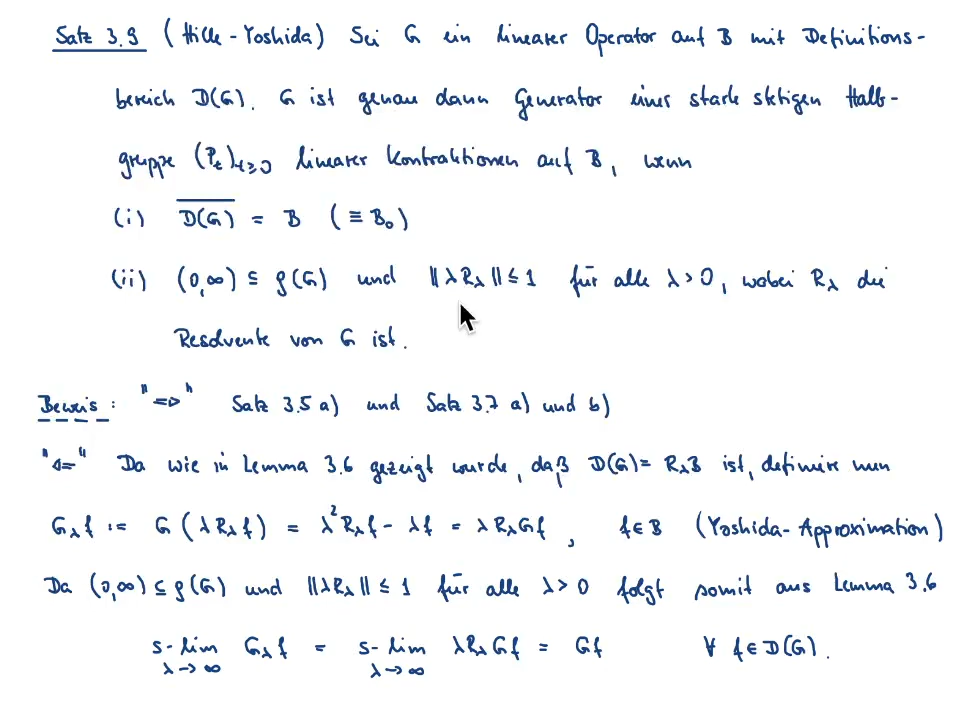 Satz 3.9 (Hille-Yoshida) Sei G ein linearer Operator auf B mit Definitions-
bereich D(G). G ist genau dann Generator einer stark stetigen Halb-
gruppe (P_t)_{t≥0} linearer Kontraktionen auf B, wenn
(i) \overline{D(G)} = B (≡ B_0)
(ii) (0,∞) ⊆ ρ(G) und ‖λR_λ‖ ≤ 1 für alle λ > 0, wobei R_λ die
Resolvente von G ist.
Beweis: "=>" Satz 3.5 a) und Satz 3.7 a) und b)
"<=" Da wie in Lemma 3.6 gezeigt wurde, daß D(G) = R_λB ist, definiere nun
G_λf := G(λR_λf) = λ²R_λf - λf = λR_λGf, f∈B (Yoshida-Approximation)
Da (0,∞) ⊆ ρ(G) und ‖λR_λ‖ ≤ 1 für alle λ > 0 folgt somit aus Lemma 3.6
s-lim_{λ→∞} G_λf = s-lim_{λ→∞} λR_λGf = Gf ∀ f∈D(G).